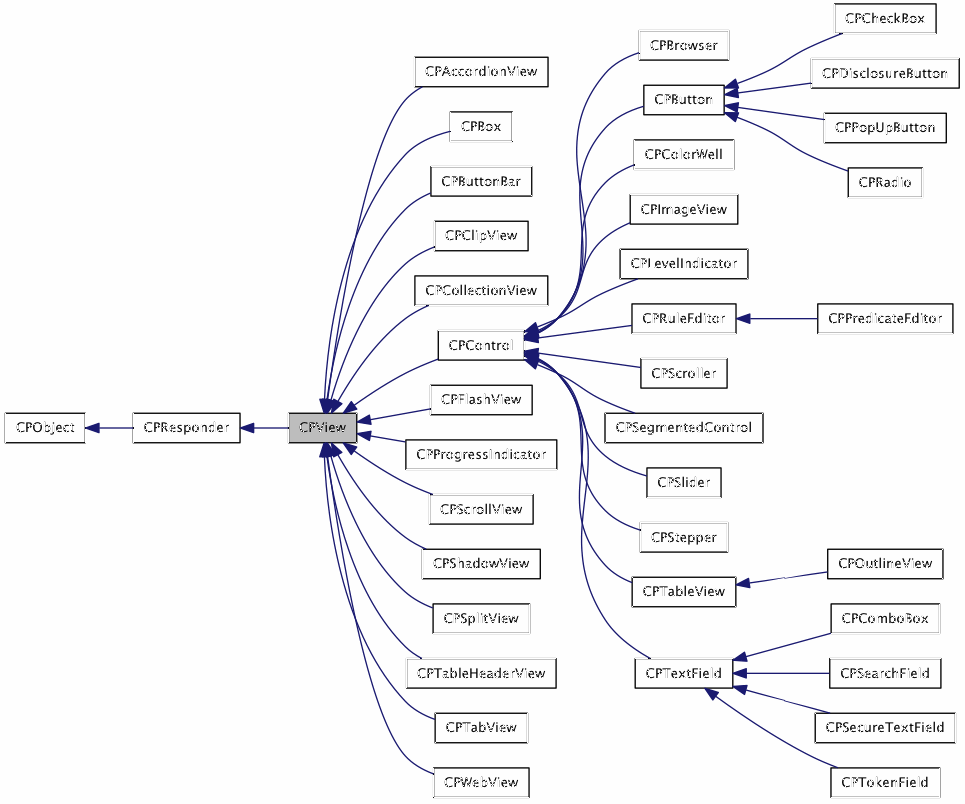 CPObject
CPResponder
CPView
CPAccordionView
CPBox
CPButtonBar
CPClipView
CPCollectionView
CPControl
CPFlashView
CPProgressIndicator
CPScrollView
CPShadowView
CPSplitView
CPTableHeaderView
CPTabView
CPWebView
CPBrowser
CPButton
CPColorWell
CPImageView
CPLevelIndicator
CPRuleEditor
CPScroller
CPSegmentedControl
CPSlider
CPStepper
CPTableView
CPTextField
CPCheckBox
CPDisclosureButton
CPPopUpButton
CPRadio
CPPredicateEditor
CPOutlineView
CPComboBox
CPSearchField
CPSecureTextField
CPTokenField